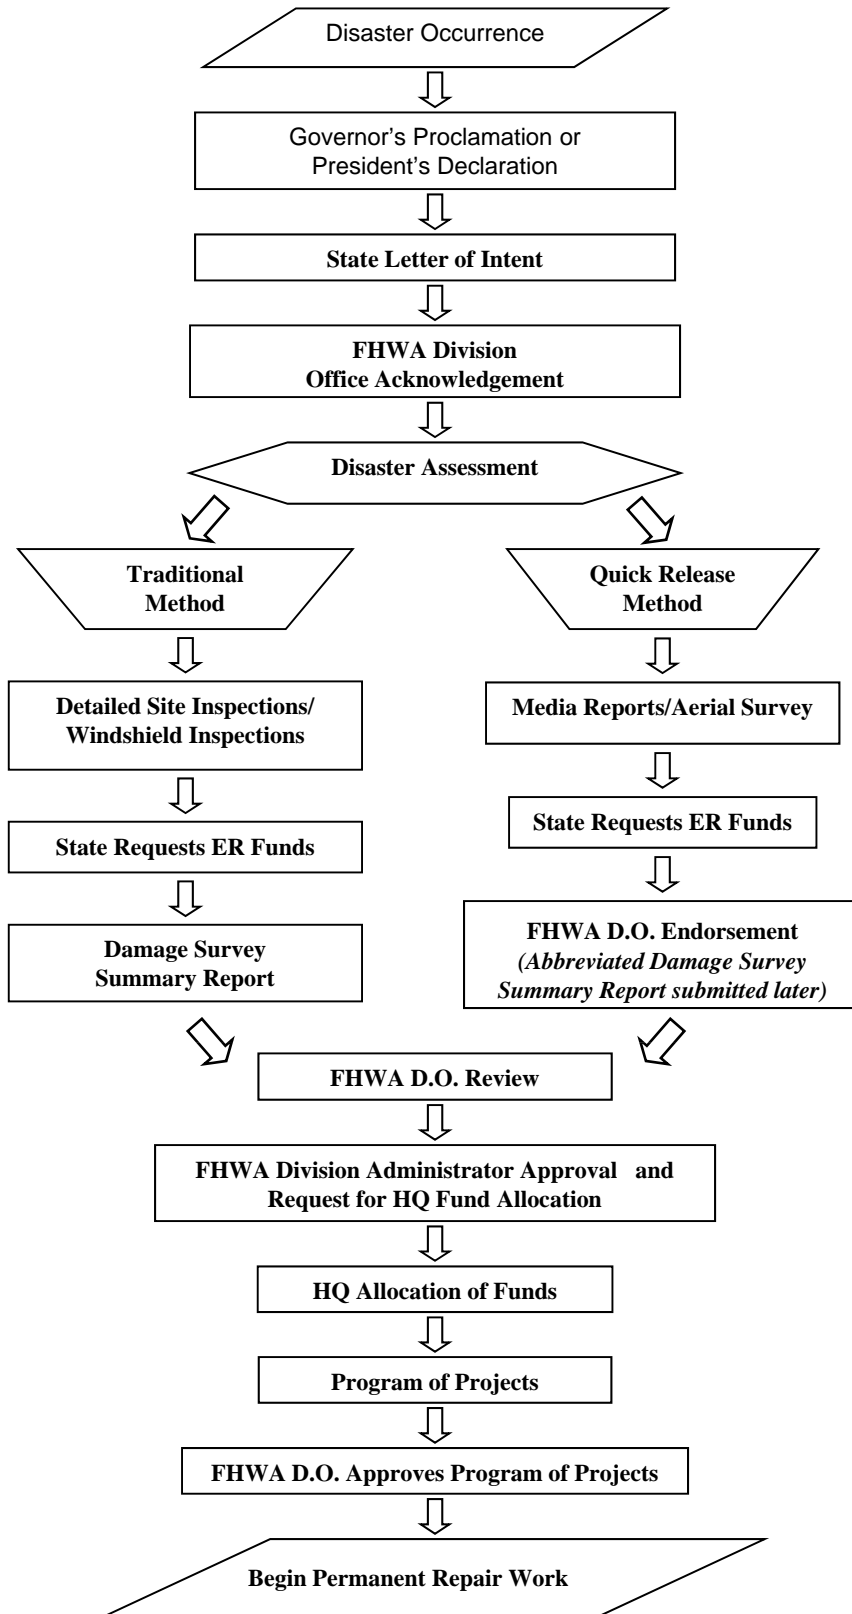 Disaster Occurrence
Governor’s Proclamation or
President’s Declaration
State Letter of Intent
FHWA Division
Office Acknowledgement
Disaster Assessment
Traditional
Method
Detailed Site Inspections/
Windshield Inspections
State Requests ER Funds
Damage Survey
Summary Report
Quick Release
Method
Media Reports/Aerial Survey
State Requests ER Funds
FHWA D.O. Endorsement
(Abbreviated Damage Survey
Summary Report submitted later)
FHWA D.O. Review
FHWA Division Administrator Approval and
Request for HQ Fund Allocation
HQ Allocation of Funds
Program of Projects
FHWA D.O. Approves Program of Projects
Begin Permanent Repair Work